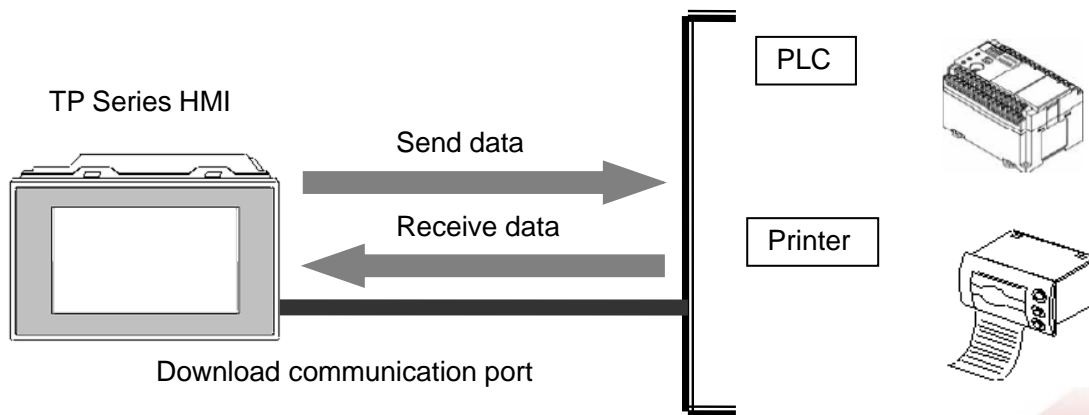 PLC
TP Series HMI
Send data
Receive data
Printer
Download communication port